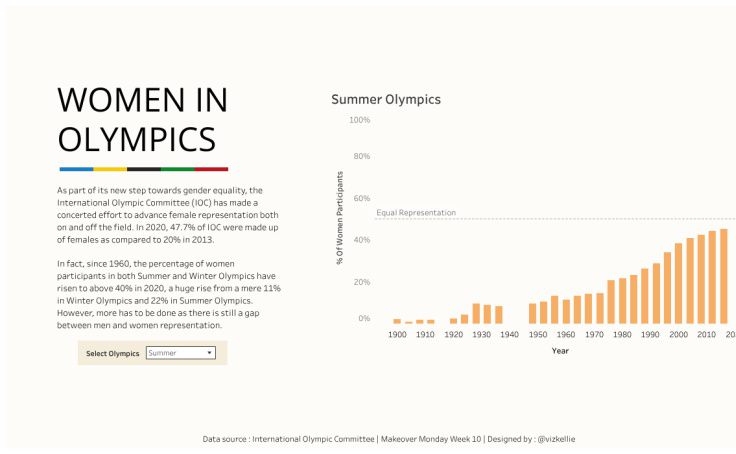 WOMEN IN
OLYMPICS
As part of its new step towards gender equality, the
International Olympic Committee (IOC) has made a
concerted effort to advance female representation both
on and off the field. In 2020, 47.7% of IOC were made up
of females as compared to 20% in 2013.
In fact, since 1960, the percentage of women
participants in both Summer and Winter Olympics have
risen to above 40% in 2020, a huge rise from a mere 11%
in Winter Olympics and 22% in Summer Olympics.
However, more has to be done as there is still a gap
between men and women representation.
Select Olympics
Summer
Summer Olympics
% Of Women Participants
100%
80%
60%
Equal Representation
40%
20%
0%
1900 1910 1920 1930 1940 1950 1960 1970 1980 1990 2000 2010 20
Year
Data source : International Olympic Committee | Makeover Monday Week 10 | Designed by : @vizkellie